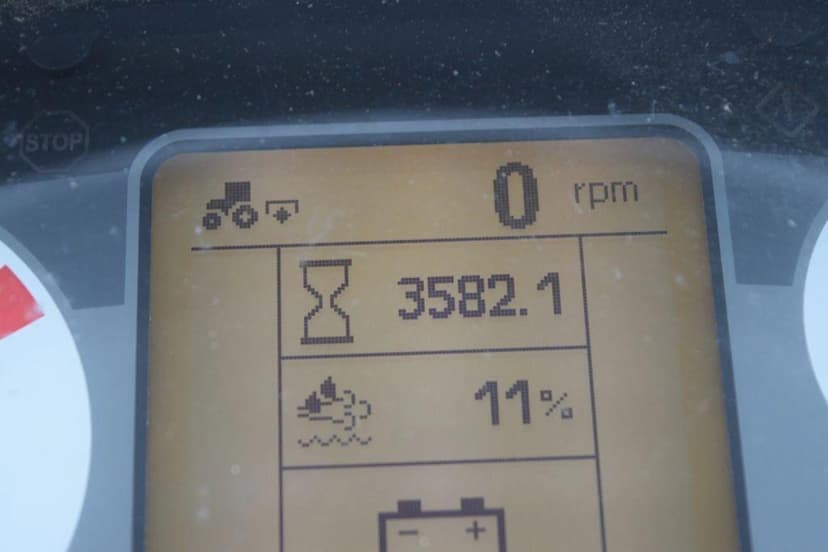 STOP
0 rpm
3582.1
11%
- +